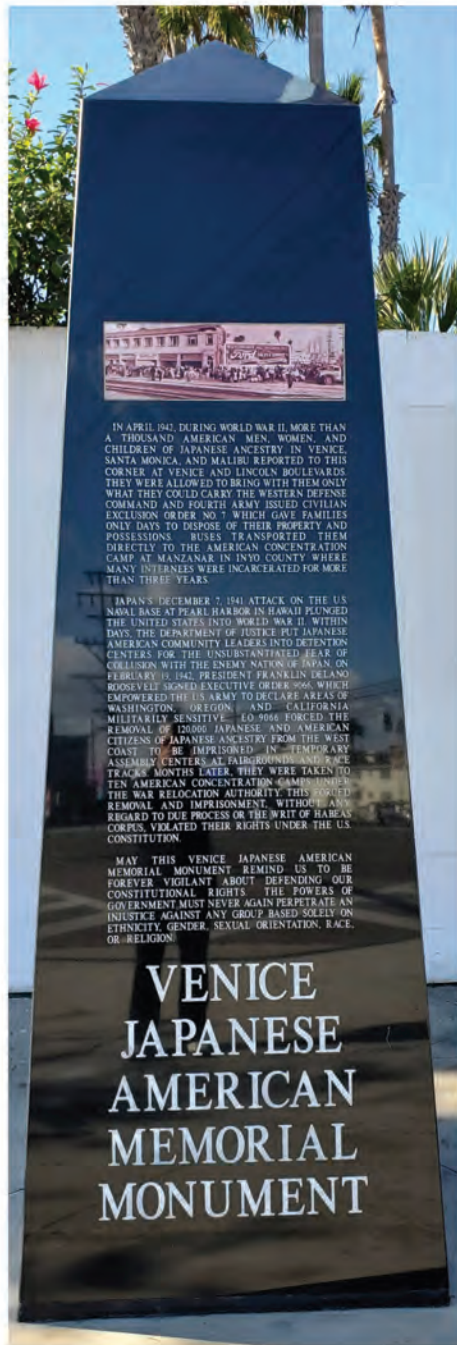 Ford
IN APRIL 1942, DURING WORLD WAR II, MORE THAN
A THOUSAND AMERICAN MEN, WOMEN, AND
CHILDREN OF JAPANESE ANCESTRY IN VENICE,
SANTA MONICA, AND MALIBU REPORTED TO THIS
CORNER AT VENICE AND LINCOLN BOULEVARDS.
THEY WERE ALLOWED TO BRING WITH THEM ONLY
WHAT THEY COULD CARRY. THE WESTERN DEFENSE
COMMAND AND FOURTH ARMY ISSUED CIVILIAN
EXCLUSION ORDER NO. 7 WHICH GAVE FAMILIES
ONLY DAYS TO DISPOSE OF THEIR PROPERTY AND
POSSESSIONS. BUSES TRANSPORTED THEM
DIRECTLY TO THE AMERICAN CONCENTRATION
CAMP AT MANZANAR IN INYO COUNTY WHERE
MANY INTERNEES WERE INCARCERATED FOR MORE
THAN THREE YEARS.
JAPAN'S DECEMBER 7, 1941 ATTACK ON THE U.S.
NAVAL BASE AT PEARL HARBOR IN HAWAII PLUNGED
THE UNITED STATES INTO WORLD WAR II. WITHIN
DAYS, THE DEPARTMENT OF JUSTICE PUT JAPANESE
AMERICAN COMMUNITY LEADERS INTO DETENTION
CENTERS FOR THE UNSUBSTANTIATED FEAR OF
COLLUSION WITH THE ENEMY NATION OF JAPAN. ON
FEBRUARY 19, 1942, PRESIDENT FRANKLIN DELANO
ROOSEVELT SIGNED EXECUTIVE ORDER 9066, WHICH
EMPOWERED THE U.S. ARMY TO DECLARE AREAS OF
WASHINGTON, OREGON, AND CALIFORNIA
MILITARILY SENSITIVE. EO 9066 FORCED THE
REMOVAL OF 120,000 JAPANESE AND AMERICAN
CITIZENS OF JAPANESE ANCESTRY FROM THE WEST
COAST TO BE IMPRISONED IN TEMPORARY
ASSEMBLY CENTERS AT FAIRGROUNDS AND RACE
TRACKS. MONTHS LATER, THEY WERE TAKEN TO
TEN AMERICAN CONCENTRATION CAMPS UNDER
THE WAR RELOCATION AUTHORITY. THIS FORCED
REMOVAL AND IMPRISONMENT, WITHOUT ANY
REGARD TO DUE PROCESS OR THE WRIT OF HABEAS
CORPUS, VIOLATED THEIR RIGHTS UNDER THE U.S.
CONSTITUTION.
MAY THIS VENICE JAPANESE AMERICAN
MEMORIAL MONUMENT REMIND US TO BE
FOREVER VIGILANT ABOUT DEFENDING OUR
CONSTITUTIONAL RIGHTS. THE POWERS OF
GOVERNMENT MUST NEVER AGAIN PERPETRATE AN
INJUSTICE AGAINST ANY GROUP BASED SOLELY ON
ETHNICITY, GENDER, SEXUAL ORIENTATION, RACE,
OR RELIGION.
VENICE
JAPANESE
AMERICAN
MEMORIAL
MONUMENT